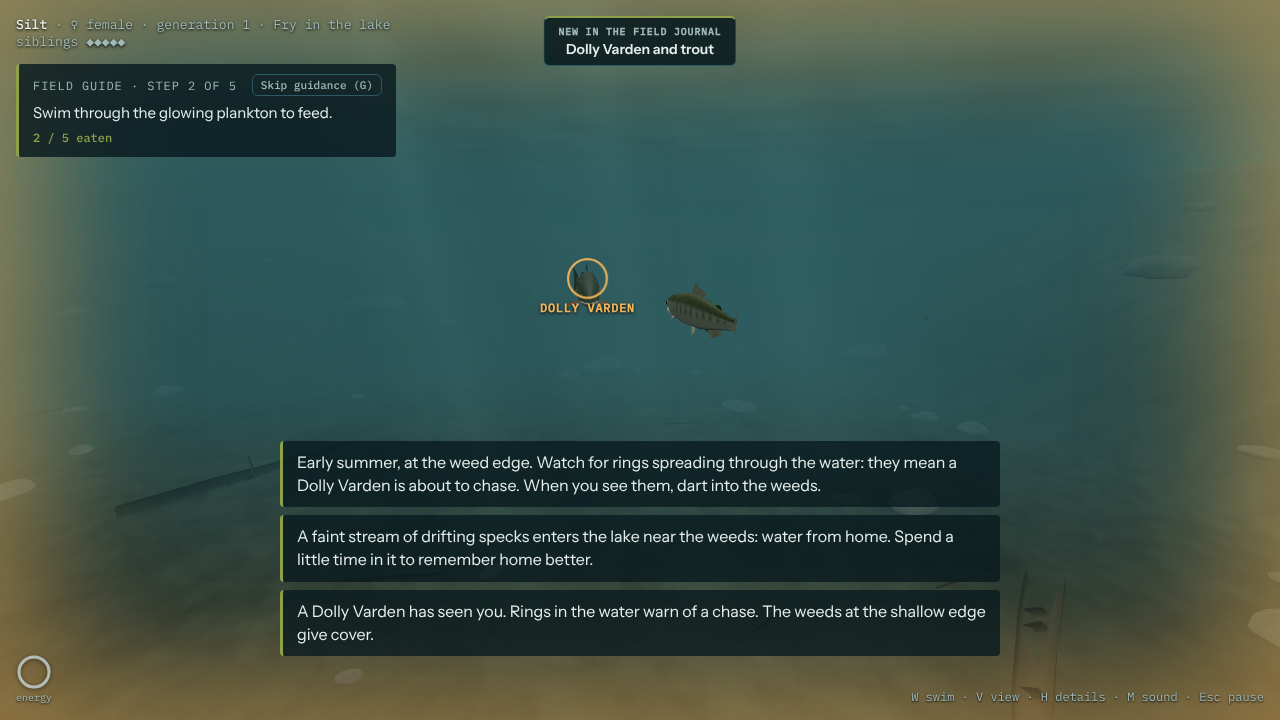 Silt · ♀ female · generation 1 · Fry in the lake
siblings ◆◆◆◆◆
NEW IN THE FIELD JOURNAL
Dolly Varden and trout
FIELD GUIDE · STEP 2 OF 5
Skip guidance (G)
Swim through the glowing plankton to feed.
2 / 5 eaten
DOLLY VARDEN
Early summer, at the weed edge. Watch for rings spreading through the water: they mean a
Dolly Varden is about to chase. When you see them, dart into the weeds.
A faint stream of drifting specks enters the lake near the weeds: water from home. Spend a
little time in it to remember home better.
A Dolly Varden has seen you. Rings in the water warn of a chase. The weeds at the shallow edge
give cover.
energy
W swim · V view · H details · M sound · Esc pause